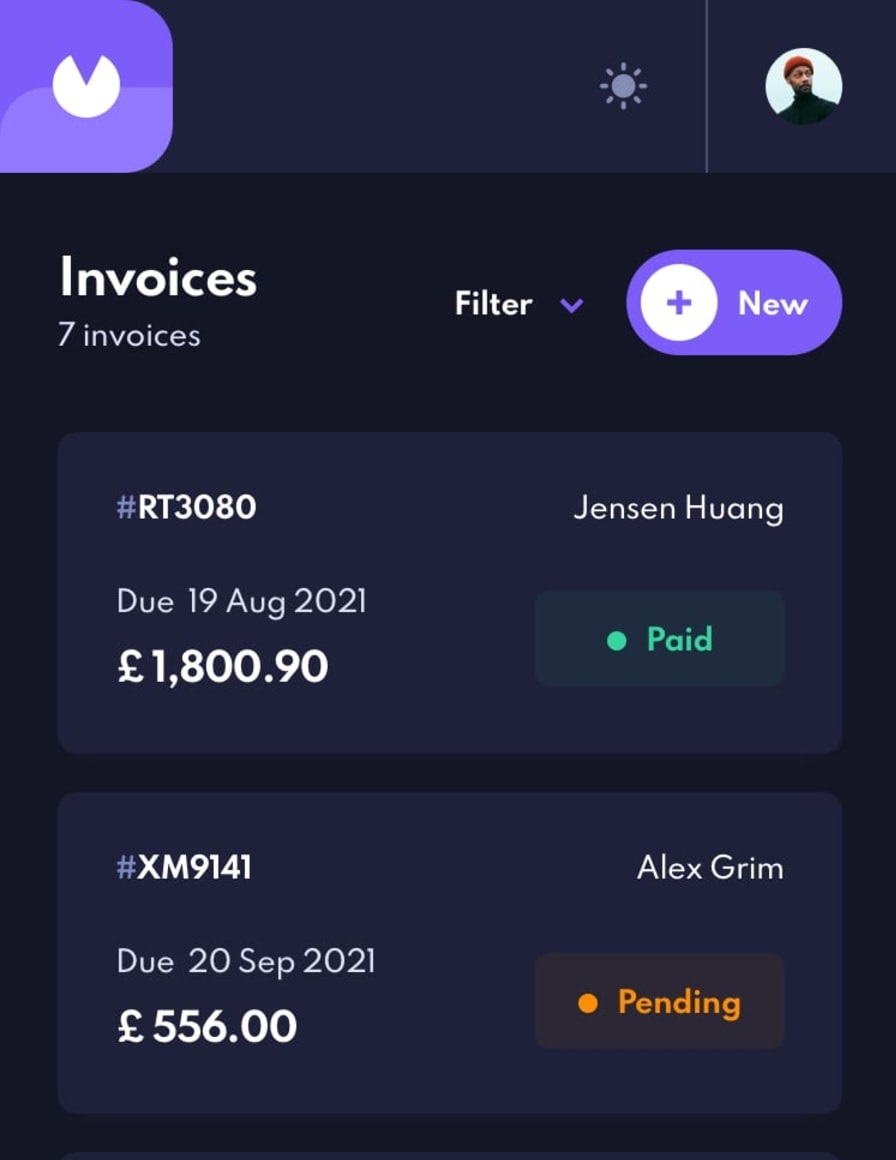 Invoices
7 invoices
Filter
+ New
#RT3080
Jensen Huang
Due 19 Aug 2021
£ 1,800.90
Paid
#XM9141
Alex Grim
Due 20 Sep 2021
£ 556.00
Pending